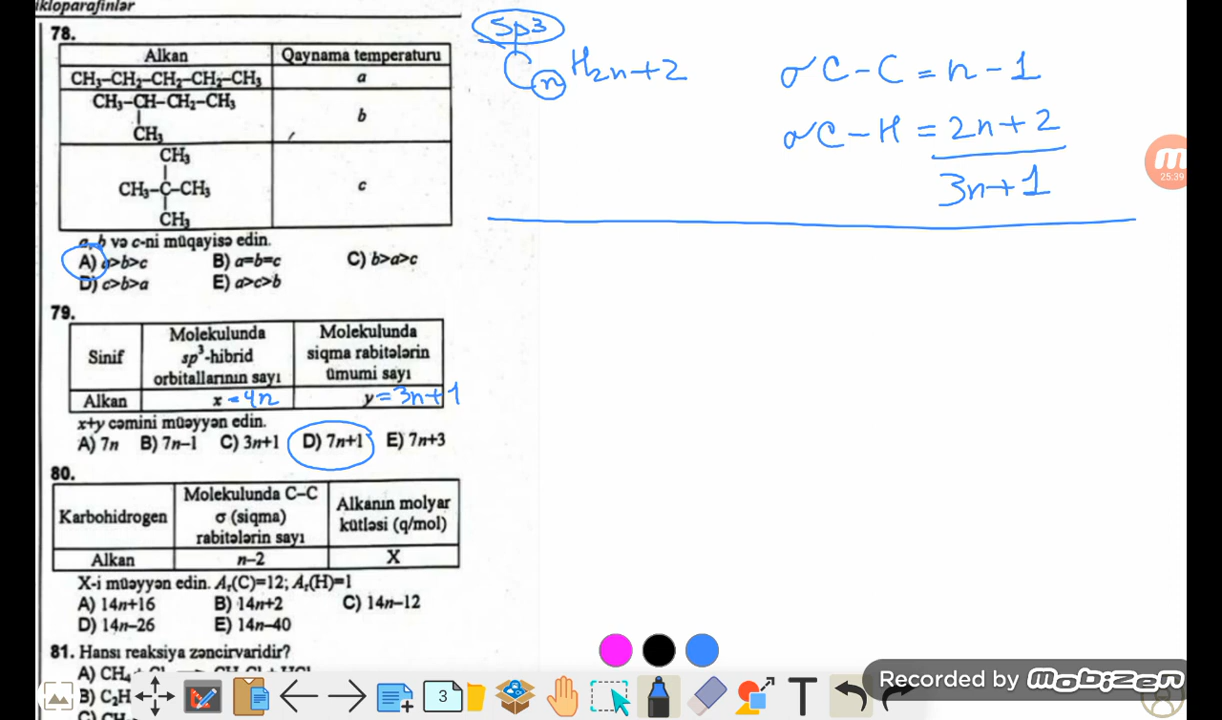 ikloparafinlər
78.
Alkan Qaynama temperaturu
CH₃–CH₂–CH₂–CH₂–CH₃ a
CH₃–CH–CH₂–CH₃
b
CH₃
CH₃
CH₃–C–CH₃ c
CH₃
a, b və c-ni müqayisə edin.
A) a>b>c B) a=b=c C) b>a>c
D) c>b>a E) a>c>b
79.
Sinif
Molekulunda
sp³-hibrid
orbitallarının sayı
Molekulunda
siqma rabitələrin
ümumi sayı
Alkan x = 4n y = 3n+1
x+y cəmini müəyyən edin.
A) 7n B) 7n–1 C) 3n+1 D) 7n+1 E) 7n+3
80.
Karbohidrogen
Molekulunda C–C
σ (siqma)
rabitələrin sayı
Alkanın molyar
kütləsi (q/mol)
Alkan n–2 X
X-i müəyyən edin. Aᵣ(C)=12; Aᵣ(H)=1
A) 14n+16 B) 14n+2 C) 14n–12
D) 14n–26 E) 14n–40
81. Hansı reaksiya zəncirvaridir?
A) CH₄
B) C₂H
Sp3
CnH2n+2
σ C–C = n–1
σ C–H = 2n+2
3n+1
25:39
3
T
Recorded by mobizen